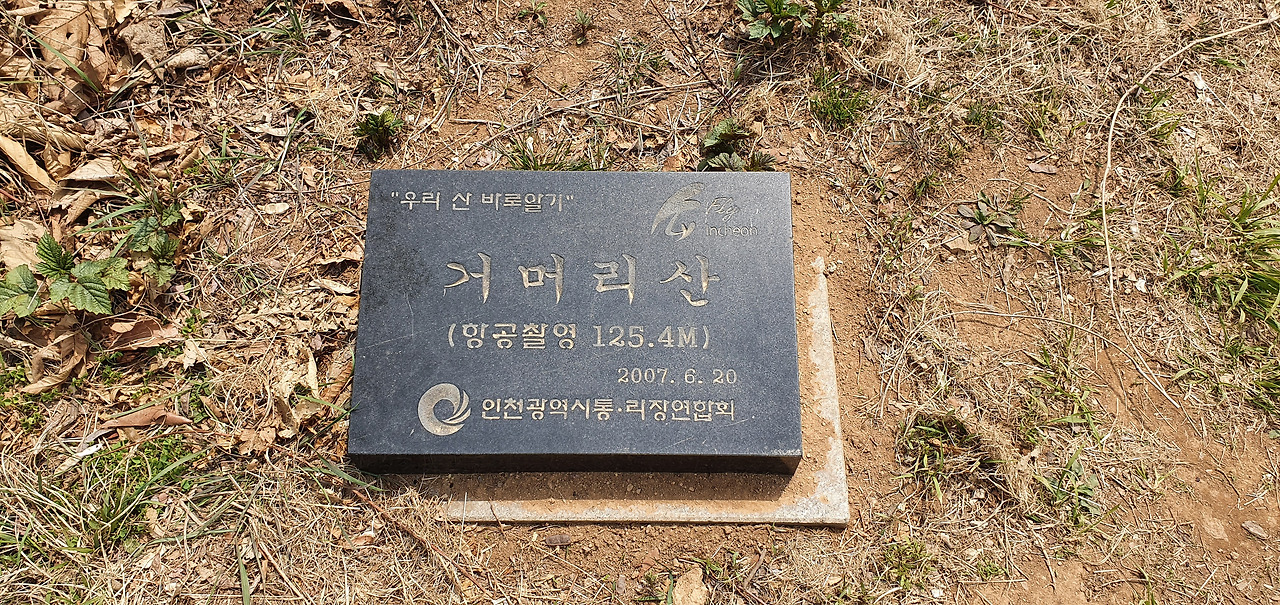 "우리 산 바로알기"
Fly
Incheon
거머리산
(항공촬영 125.4M)
2007. 6. 20
인천광역시통·리장연합회